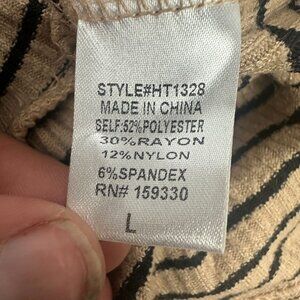 STYLE#HT1328
MADE IN CHINA
SELF:52%POLYESTER
30%RAYON
12%NYLON
6%SPANDEX
RN# 159330
L